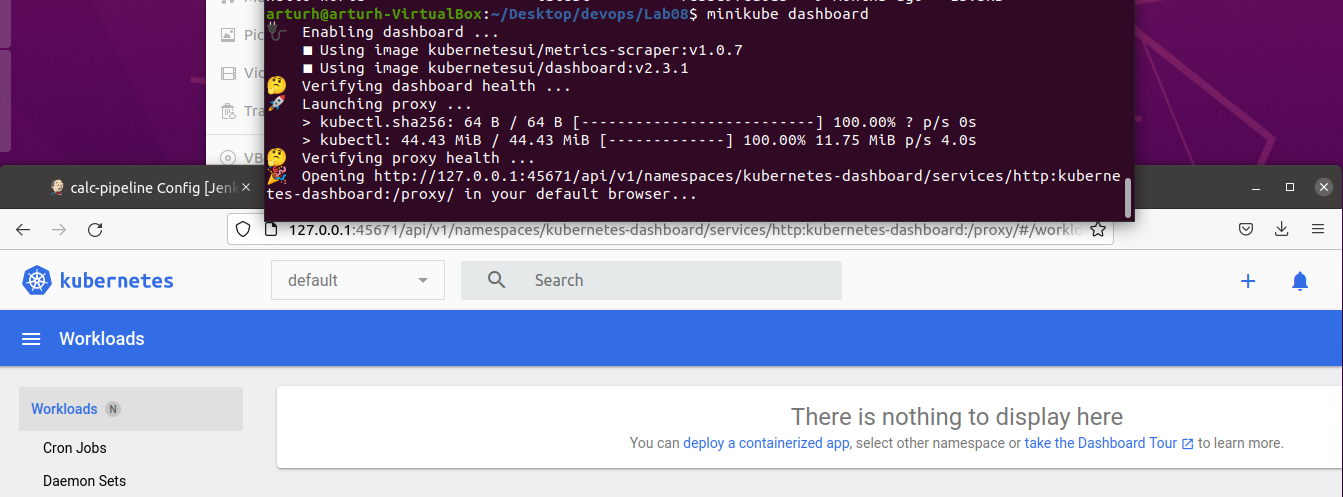 arturh@arturh-VirtualBox:~/Desktop/devops/Lab08$ minikube dashboard
Enabling dashboard ...
■ Using image kubernetesui/metrics-scraper:v1.0.7
■ Using image kubernetesui/dashboard:v2.3.1
🤔 Verifying dashboard health ...
🚀 Launching proxy ...
> kubectl.sha256: 64 B / 64 B [--------------------------] 100.00% ? p/s 0s
> kubectl: 44.43 MiB / 44.43 MiB [-------------] 100.00% 11.75 MiB p/s 4.0s
🤔 Verifying proxy health ...
🎉 Opening http://127.0.0.1:45671/api/v1/namespaces/kubernetes-dashboard/services/http:kuberne
tes-dashboard:/proxy/ in your default browser...
Pic
Vi
Tra
VB
calc-pipeline Config [Jenk
127.0.0.1:45671/api/v1/namespaces/kubernetes-dashboard/services/http:kubernetes-dashboard:/proxy/#/worklo
kubernetes
default
Search
Workloads
Workloads N
Cron Jobs
Daemon Sets
There is nothing to display here
You can deploy a containerized app, select other namespace or take the Dashboard Tour to learn more.